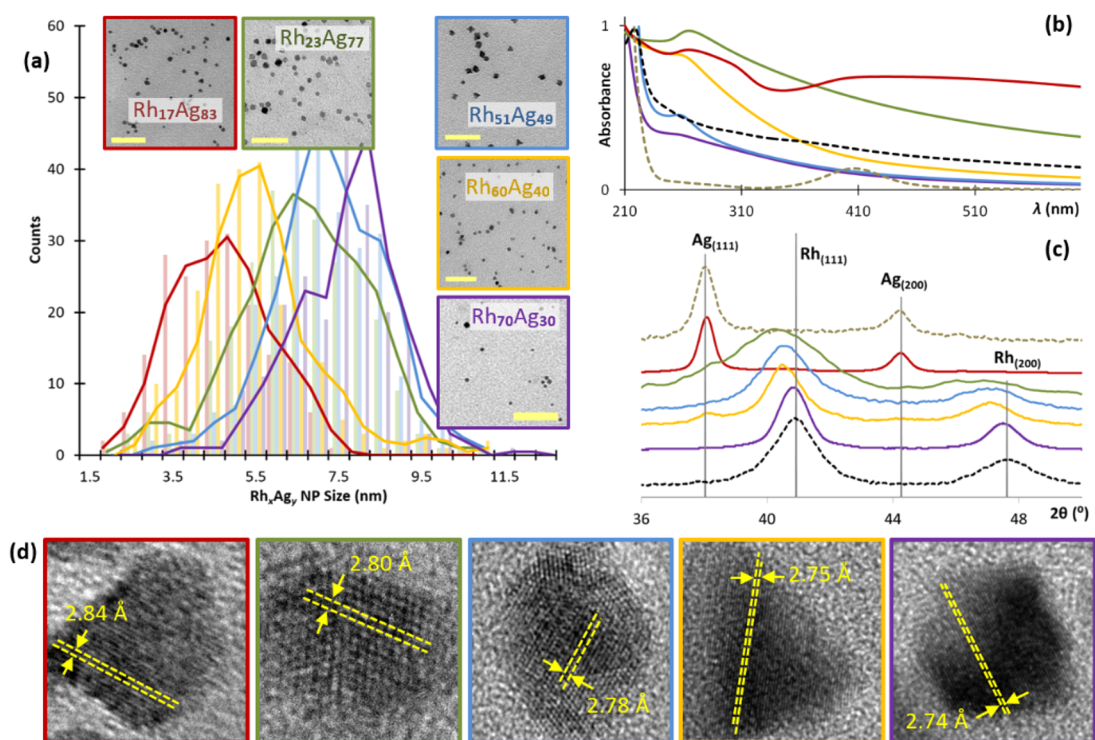 (a)
60
50
40
30
20
10
0
Counts
1.5 3.5 5.5 7.5 9.5 11.5
RhₓAgᵧ NP Size (nm)
Rh₁₇Ag₈₃
Rh₂₃Ag₇₇
Rh₅₁Ag₄₉
Rh₆₀Ag₄₀
Rh₇₀Ag₃₀
(b)
1
0
Absorbance
210 310 410 510 λ (nm)
(c)
Ag₍₁₁₁₎
Rh₍₁₁₁₎
Ag₍₂₀₀₎
Rh₍₂₀₀₎
36 40 44 48 2θ (°)
(d)
2.84 Å
2.80 Å
2.78 Å
2.75 Å
2.74 Å